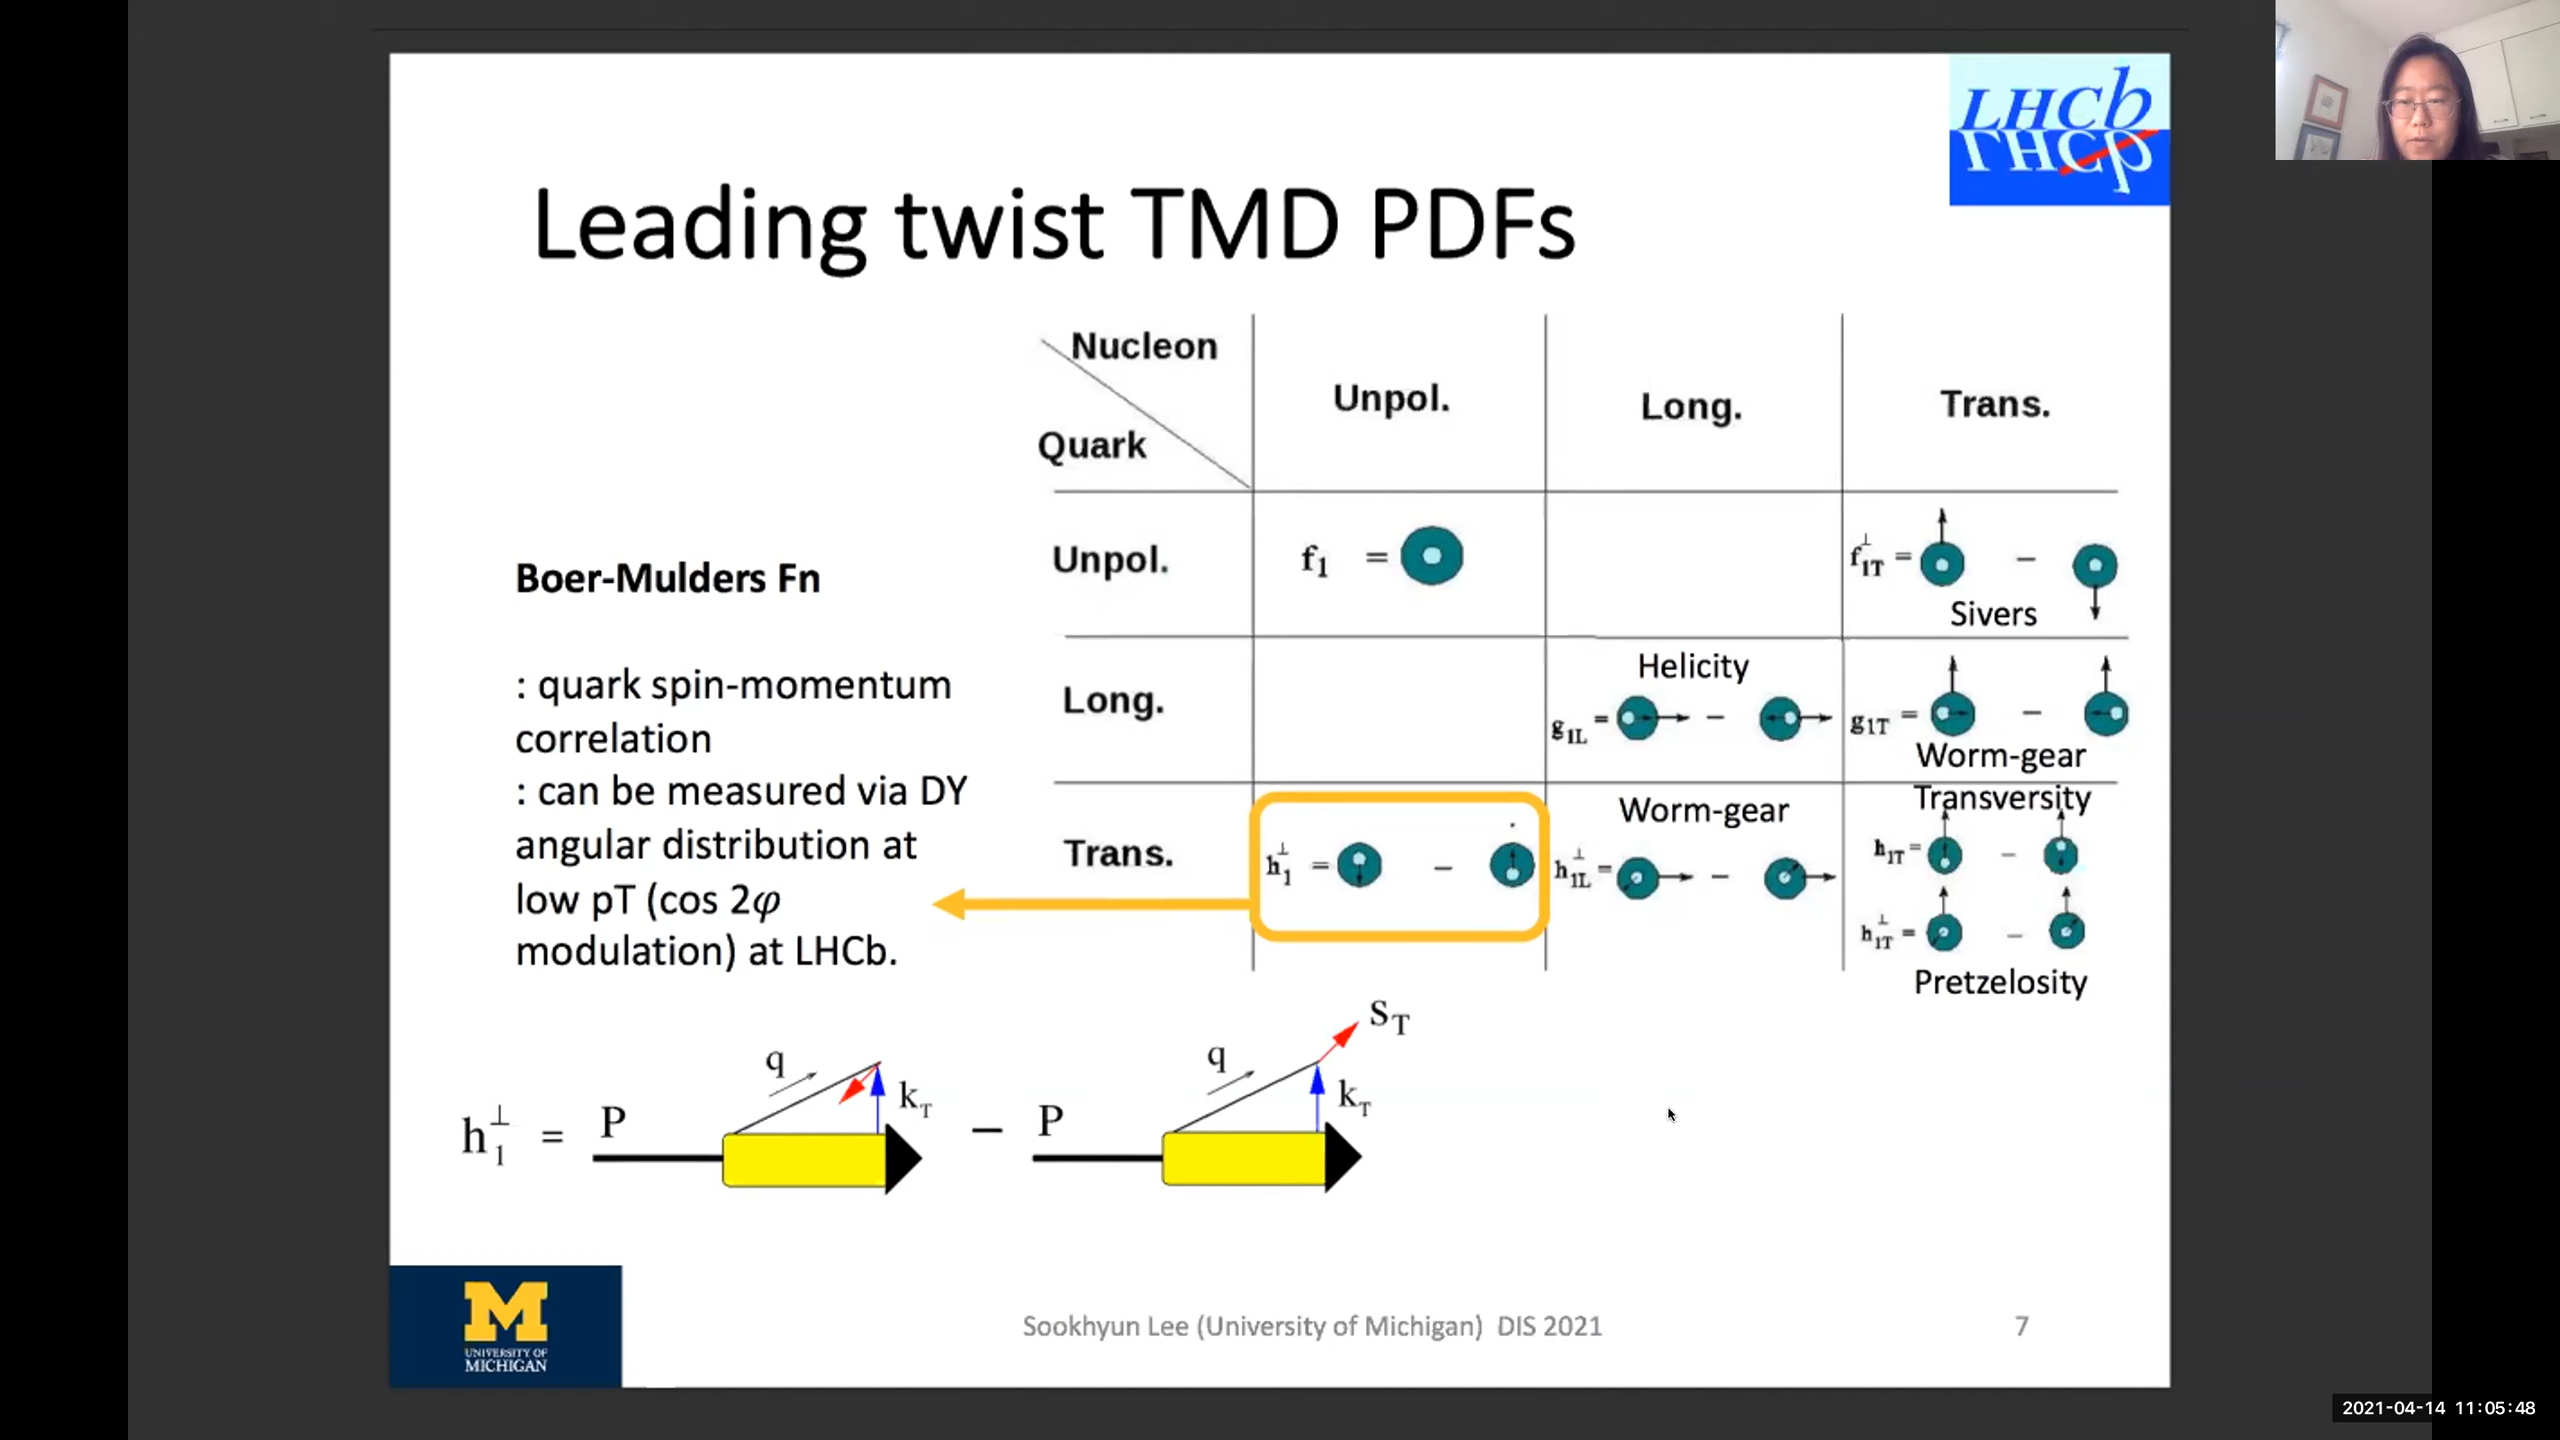 LHCb
LHCb
Leading twist TMD PDFs
Nucleon
Quark
Unpol.
Long.
Trans.
Unpol.
f1 =
f⊥1T = –
Sivers
Long.
Helicity
g1L = –
g1T = –
Worm-gear
Trans.
h⊥1 = –
Worm-gear
h⊥1L = –
Transversity
h1T = –
h⊥1T = –
Pretzelosity
Boer-Mulders Fn
: quark spin-momentum
correlation
: can be measured via DY
angular distribution at
low pT (cos 2φ
modulation) at LHCb.
h⊥1 = P q kT – P q kT ST
M
UNIVERSITY OF
MICHIGAN
Sookhyun Lee (University of Michigan) DIS 2021
7
2021-04-14 11:05:48